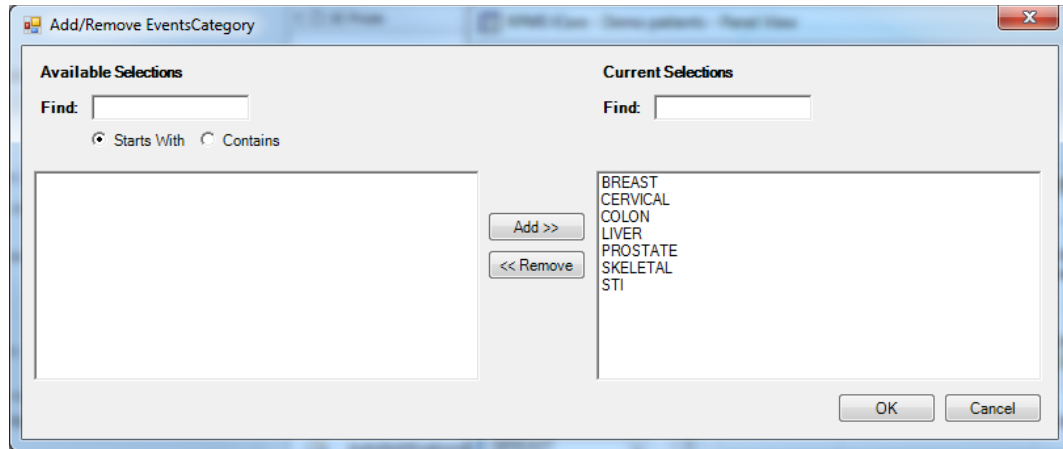 Add/Remove EventsCategory
Available Selections
Current Selections
Find:
Find:
Starts With Contains
BREAST
CERVICAL
COLON
LIVER
PROSTATE
SKELETAL
STI
Add >>
<< Remove
OK Cancel